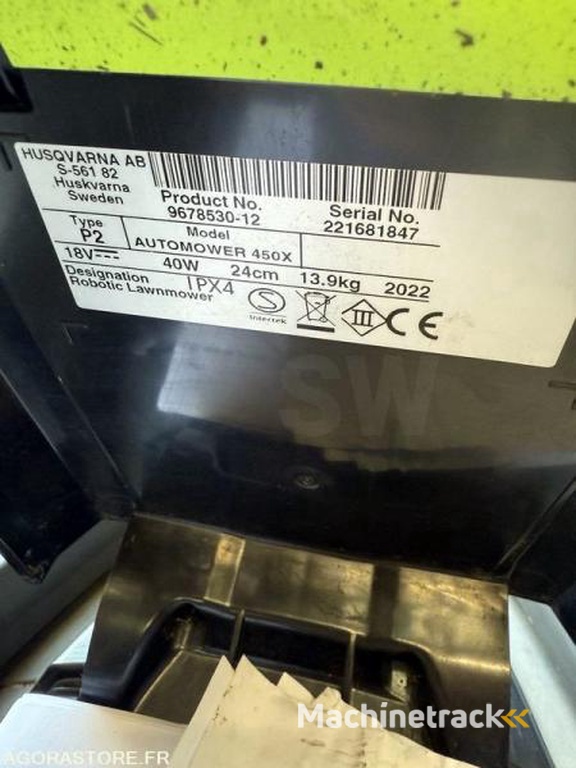 HUSQVARNA AB
S-561 82
Huskvarna
Sweden
Product No.
9678530-12
Serial No.
221681847
Type
P2
Model
AUTOMOWER 450X
18V 40W 24cm 13.9kg 2022
Designation
Robotic Lawnmower
IPX4
S
Intertek
III
CE
SW
Machinetrack
AGORASTORE.FR